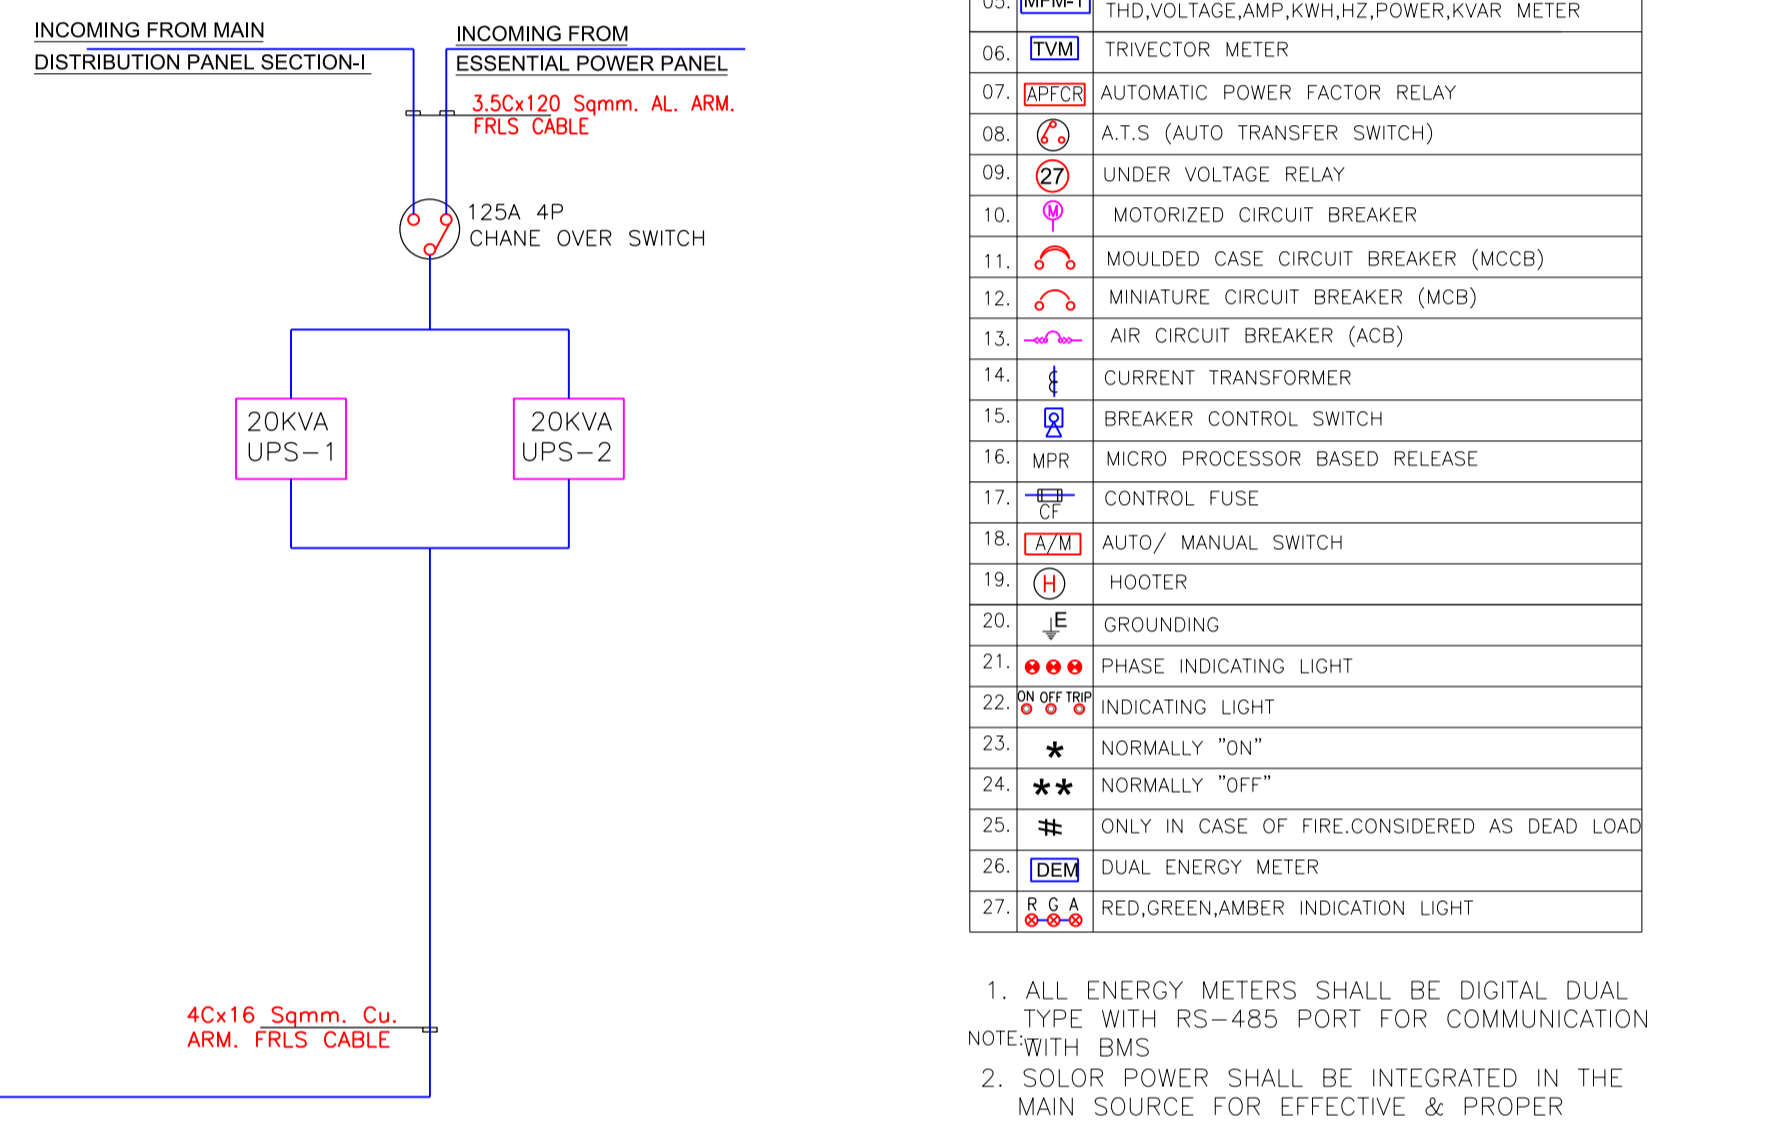 INCOMING FROM MAIN
DISTRIBUTION PANEL SECTION-I
INCOMING FROM
ESSENTIAL POWER PANEL
3.5Cx120 Sqmm. AL. ARM.
FRLS CABLE
125A 4P
CHANE OVER SWITCH
20KVA
UPS-1
20KVA
UPS-2
4Cx16 Sqmm. Cu.
ARM. FRLS CABLE
05. MFM-1 THD,VOLTAGE,AMP,KWH,HZ,POWER,KVAR METER
06. TVM TRIVECTOR METER
07. APFCR AUTOMATIC POWER FACTOR RELAY
08. A.T.S (AUTO TRANSFER SWITCH)
09. 27 UNDER VOLTAGE RELAY
10. M MOTORIZED CIRCUIT BREAKER
11. MOULDED CASE CIRCUIT BREAKER (MCCB)
12. MINIATURE CIRCUIT BREAKER (MCB)
13. AIR CIRCUIT BREAKER (ACB)
14. CURRENT TRANSFORMER
15. BREAKER CONTROL SWITCH
16. MPR MICRO PROCESSOR BASED RELEASE
17. CF CONTROL FUSE
18. A/M AUTO/ MANUAL SWITCH
19. H HOOTER
20. E GROUNDING
21. PHASE INDICATING LIGHT
22. ON OFF TRIP INDICATING LIGHT
23. * NORMALLY "ON"
24. ** NORMALLY "OFF"
25. # ONLY IN CASE OF FIRE.CONSIDERED AS DEAD LOAD
26. DEM DUAL ENERGY METER
27. R G A RED,GREEN,AMBER INDICATION LIGHT
NOTE:-
1. ALL ENERGY METERS SHALL BE DIGITAL DUAL
TYPE WITH RS-485 PORT FOR COMMUNICATION
WITH BMS
2. SOLOR POWER SHALL BE INTEGRATED IN THE
MAIN SOURCE FOR EFFECTIVE & PROPER